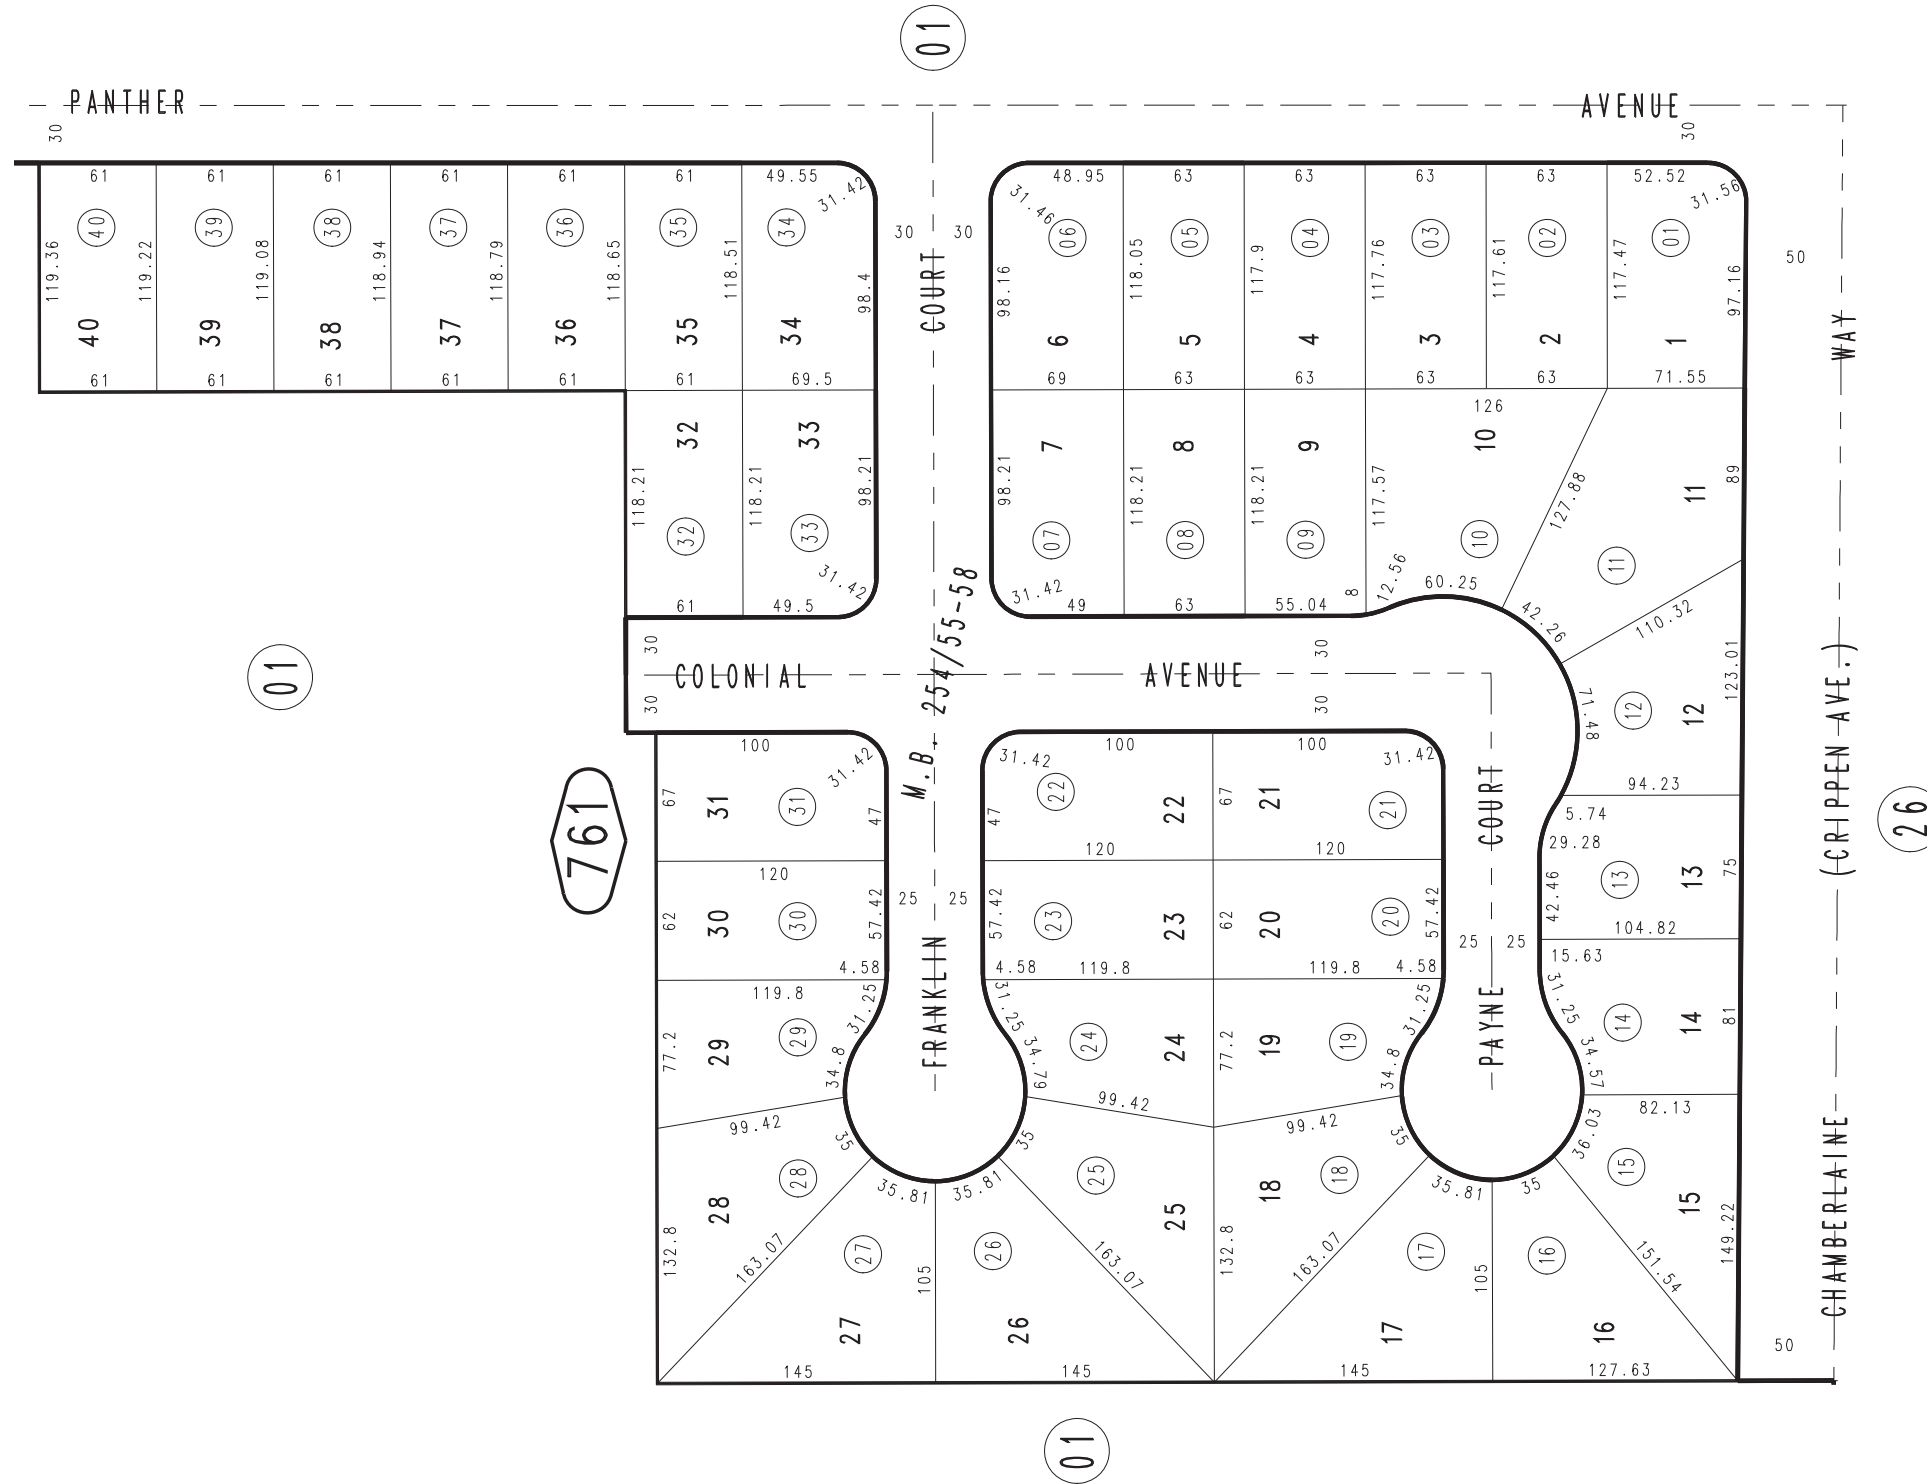 01
PANTHER AVENUE
30 30
61 61 61 61 61 61 49.55 31.42
31.46 48.95 63 63 63 63 52.52 31.56
40 39 38 37 36 35 34
06 05 04 03 02 01
30 30 50
119.36 119.22 119.08 118.94 118.79 118.65 118.51 98.4
98.16 118.05 117.9 117.76 117.61 117.47 97.16
40 39 38 37 36 35 34
6 5 4 3 2 1
61 61 61 61 61 61 69.5
69 63 63 63 63 71.55
126
32 33
7 8 9 10 11
118.21 118.21 98.21
98.21 118.21 118.21 117.57 127.88 89
32 33
07 08 09 10 11
31.42 31.42 12.56 60.25 42.26 110.32
61 49.5
49 63 55.04 8
30 30
COLONIAL AVENUE
30 30
FRANKLIN COURT
M.B. 254/55-58
01
71.48 12 12 123.01
100 31.42
31.42 100 100 31.42
94.23
67 31 31 47
47 22 22 67 21 21
5.74
29.28
761
120 120 120
62 30 30 57.42
25 25
57.42 23 23 62 20 20 57.42
25 25
42.46 13 13 75
104.82
4.58 4.58 119.8 119.8 4.58
15.63
119.8 31.25 31.25 31.25 31.25
77.2 29 29 34.8
34.79 24 24 77.2 19 19 34.8
34.57 14 14 81
PAYNE COURT
99.42 99.42 99.42 82.13
35 35 35 36.03
28 28 132.8 163.07
35.81 35.81
25 25 163.07
18 18 132.8 163.07
35.81 35
15 15 149.22 151.54
27 27 105 26 26
17 17 105 16 16
145 145 145 127.63
50
CHAMBERLAINE WAY
(CRIPPEN AVE.)
26
01